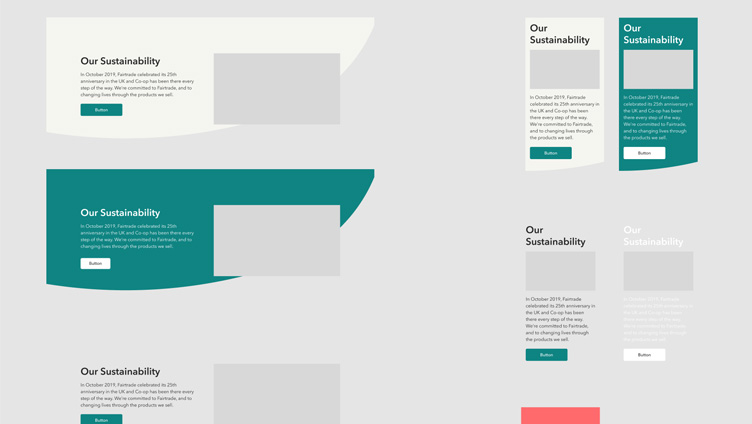 Our Sustainability
In October 2019, Fairtrade celebrated its 25th
anniversary in the UK and Co-op has been there every
step of the way. We're committed to Fairtrade, and to
changing lives through the products we sell.
Button
Our Sustainability
In October 2019, Fairtrade celebrated its 25th
anniversary in the UK and Co-op has been there every
step of the way. We're committed to Fairtrade, and to
changing lives through the products we sell.
Button
Our Sustainability
In October 2019, Fairtrade celebrated its 25th
anniversary in the UK and Co-op has been there every
step of the way. We're committed to Fairtrade, and to
changing lives through the products we sell.
Button
Our
Sustainability
In October 2019, Fairtrade
celebrated its 25th anniversary in
the UK and Co-op has been
there every step of the way.
We're committed to Fairtrade,
and to changing lives through
the products we sell.
Button
Our
Sustainability
In October 2019, Fairtrade
celebrated its 25th anniversary in
the UK and Co-op has been
there every step of the way.
We're committed to Fairtrade,
and to changing lives through
the products we sell.
Button
Our
Sustainability
In October 2019, Fairtrade
celebrated its 25th anniversary in
the UK and Co-op has been
there every step of the way.
We're committed to Fairtrade,
and to changing lives through
the products we sell.
Button
Our
Sustainability
In October 2019, Fairtrade
celebrated its 25th anniversary in
the UK and Co-op has been
there every step of the way.
We're committed to Fairtrade,
and to changing lives through
the products we sell.
Button